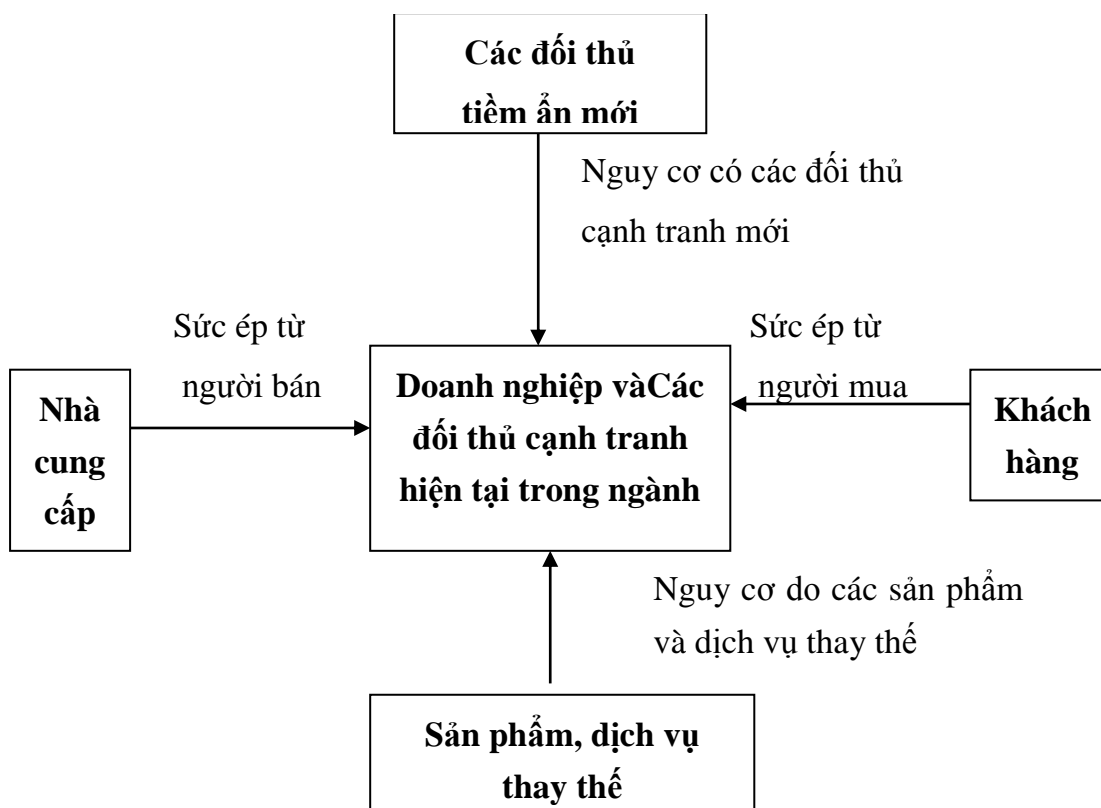 Các đối thủ
tiềm ẩn mới
Nguy cơ có các đối thủ
cạnh tranh mới
Sức ép từ
người bán
Sức ép từ
người mua
Nhà
cung
cấp
Doanh nghiệp vàCác
đối thủ cạnh tranh
hiện tại trong ngành
Khách
hàng
Nguy cơ do các sản phẩm
và dịch vụ thay thế
Sản phẩm, dịch vụ
thay thế